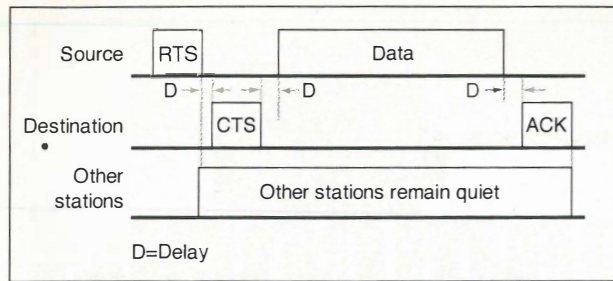 Source RTS Data
D D D
Destination CTS ACK
Other stations Other stations remain quiet
D=Delay